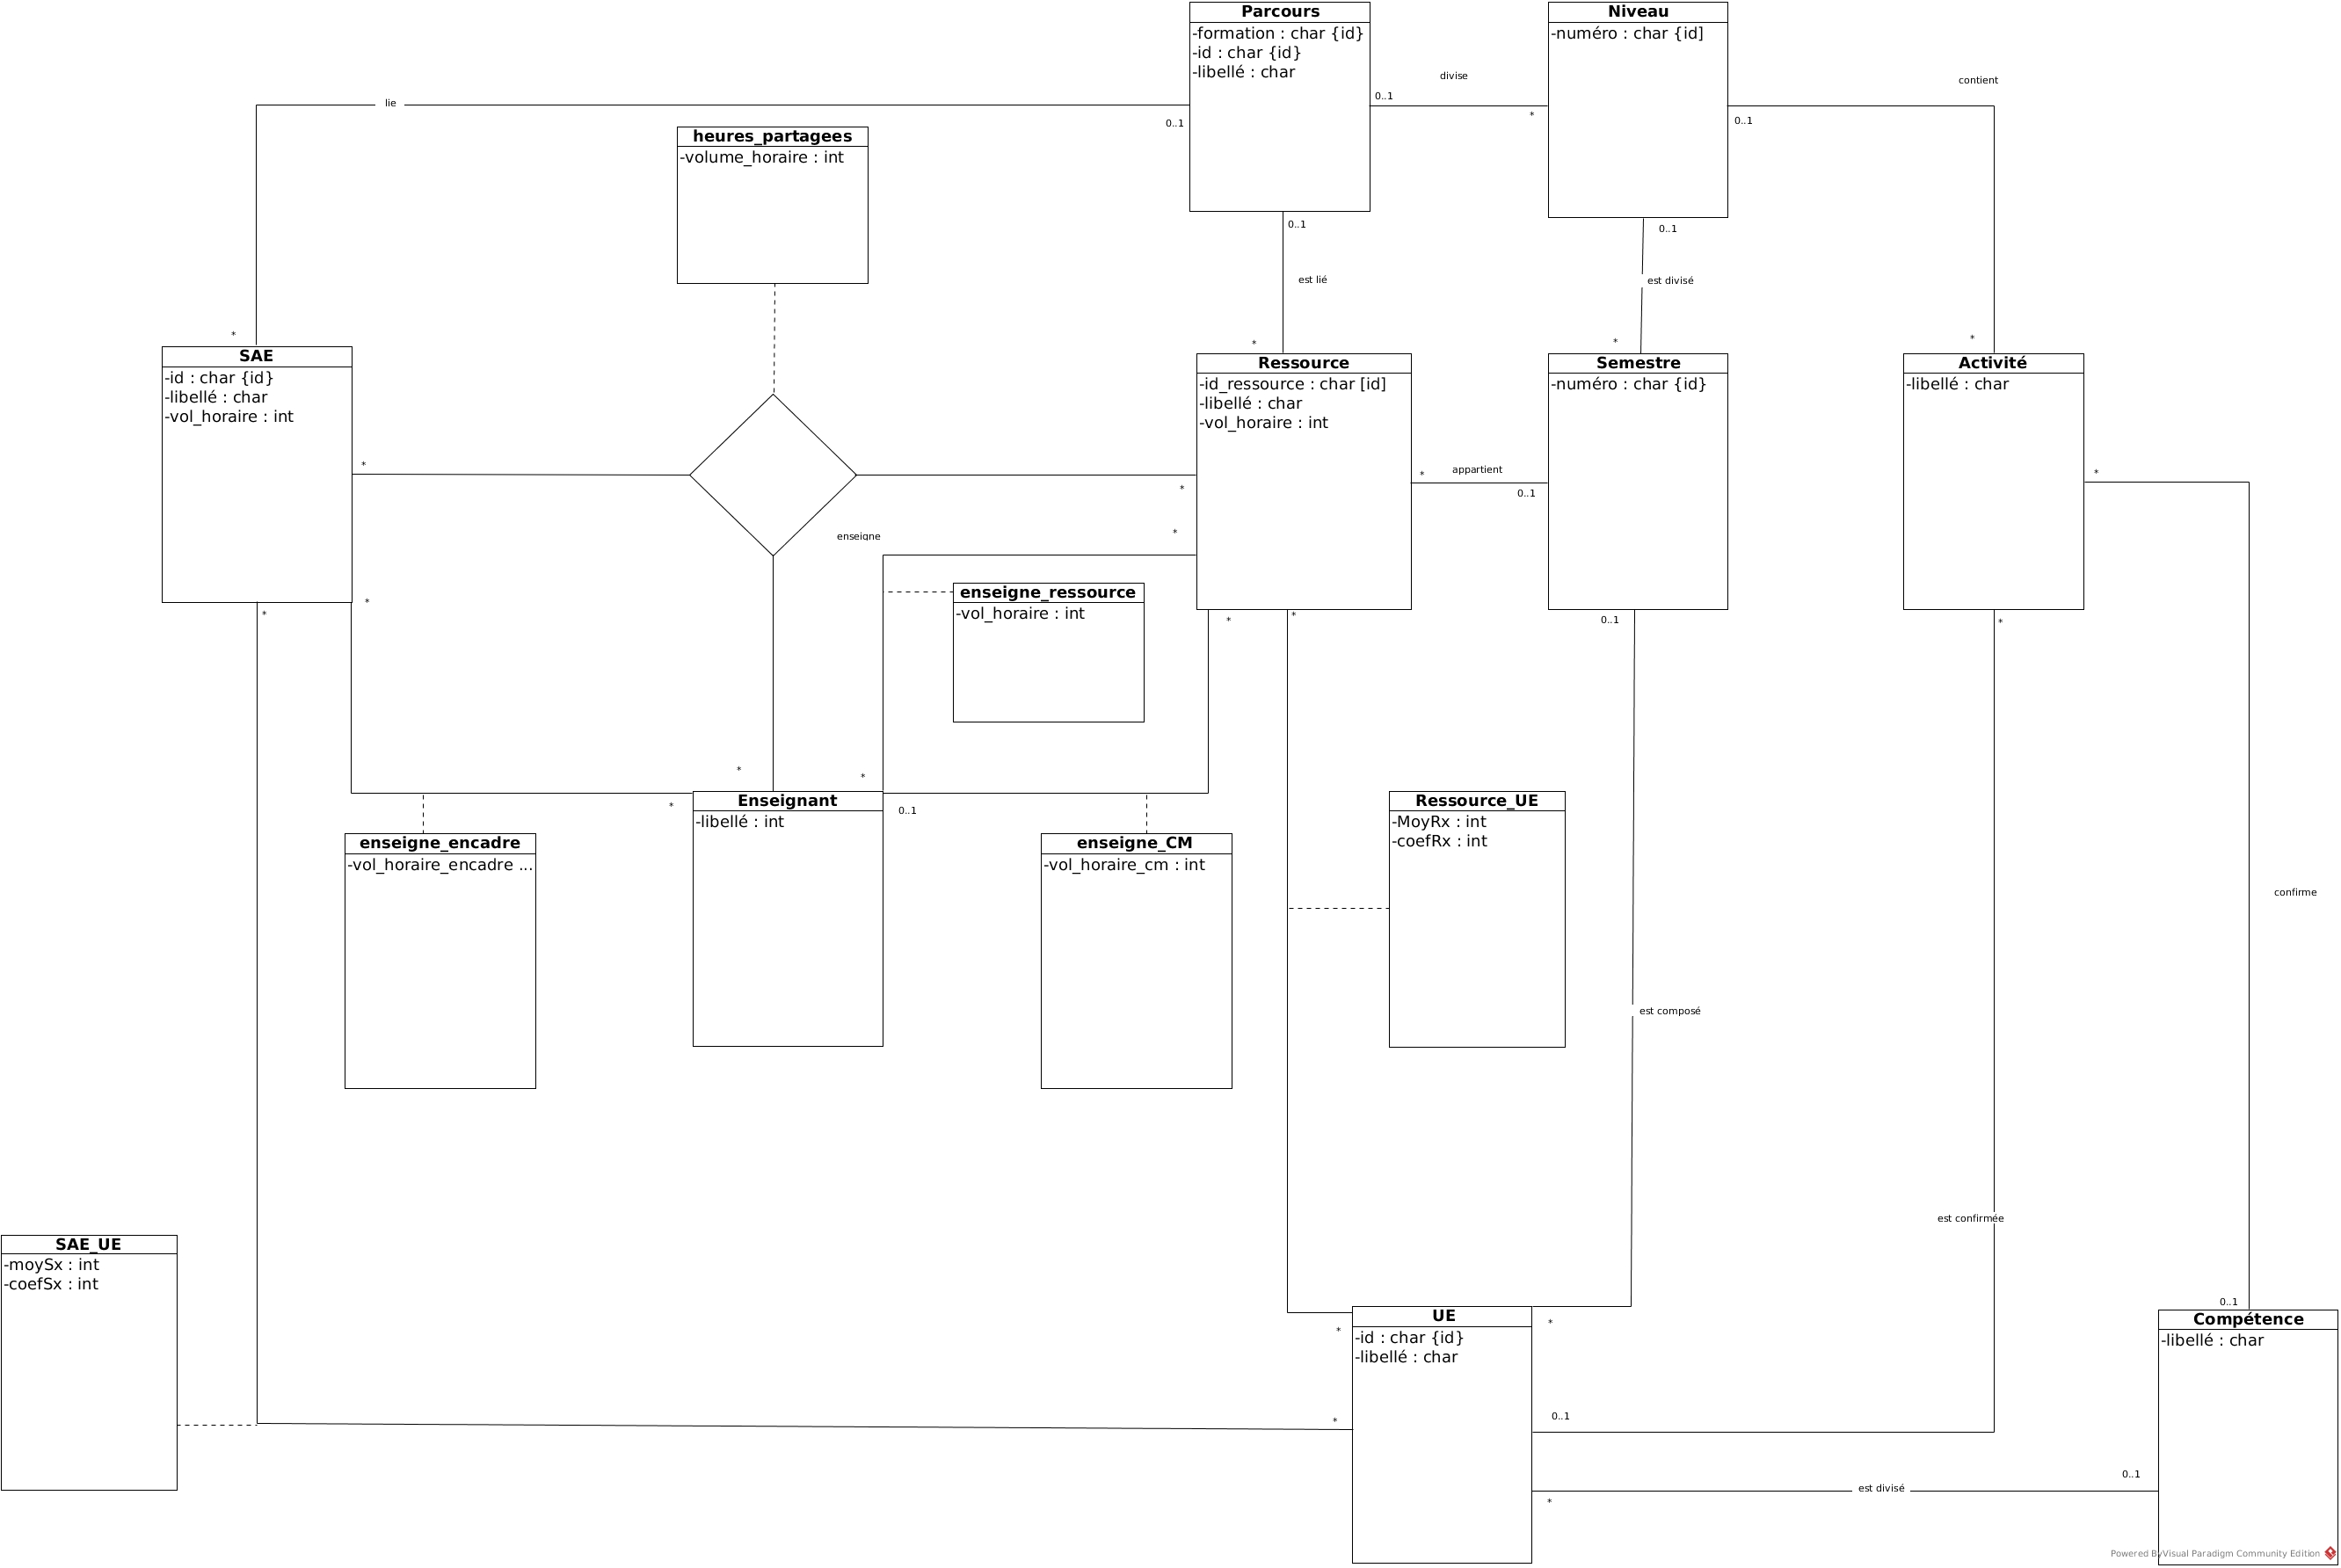 Parcours
-formation : char {id}
-id : char {id}
-libellé : char
Niveau
-numéro : char {id]
divise
0..1
*
contient
0..1
*
lie
0..1
*
heures_partagees
-volume_horaire : int
0..1
est lié
*
0..1
est divisé
*
SAE
-id : char {id}
-libellé : char
-vol_horaire : int
Ressource
-id_ressource : char [id]
-libellé : char
-vol_horaire : int
Semestre
-numéro : char {id}
Activité
-libellé : char
*
*
*
appartient
0..1
*
enseigne
*
enseigne_ressource
-vol_horaire : int
*
*
*
*
0..1
*
*
*
*
0..1
Enseignant
-libellé : int
enseigne_encadre
-vol_horaire_encadre ...
enseigne_CM
-vol_horaire_cm : int
Ressource_UE
-MoyRx : int
-coefRx : int
confirme
est composé
est confirmée
SAE_UE
-moySx : int
-coefSx : int
0..1
UE
-id : char {id}
-libellé : char
*
*
Compétence
-libellé : char
*
0..1
0..1
est divisé
*
Powered ByVisual Paradigm Community Edition